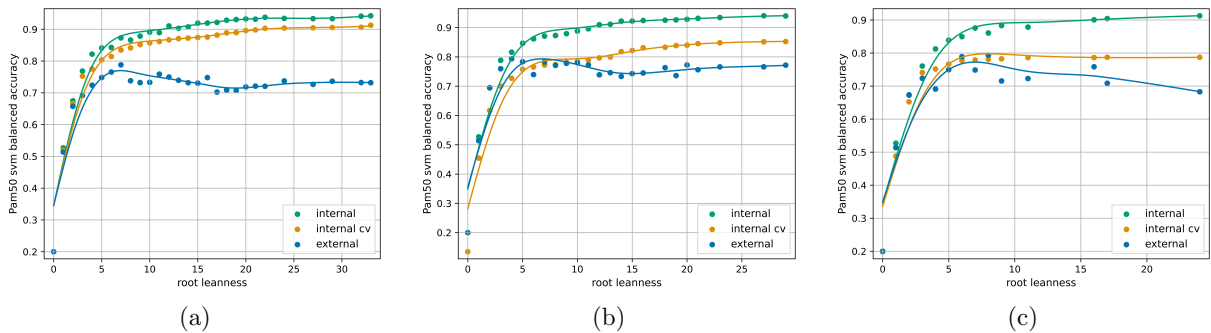 Pam50 svm balanced accuracy
0.9
0.8
0.7
0.6
0.5
0.4
0.3
0.2
0 5 10 15 20 25 30
root leanness
internal
internal cv
external
(a)
Pam50 svm balanced accuracy
0.9
0.8
0.7
0.6
0.5
0.4
0.3
0.2
0 5 10 15 20 25
root leanness
internal
internal cv
external
(b)
Pam50 svm balanced accuracy
0.9
0.8
0.7
0.6
0.5
0.4
0.3
0.2
0 5 10 15 20
root leanness
internal
internal cv
external
(c)